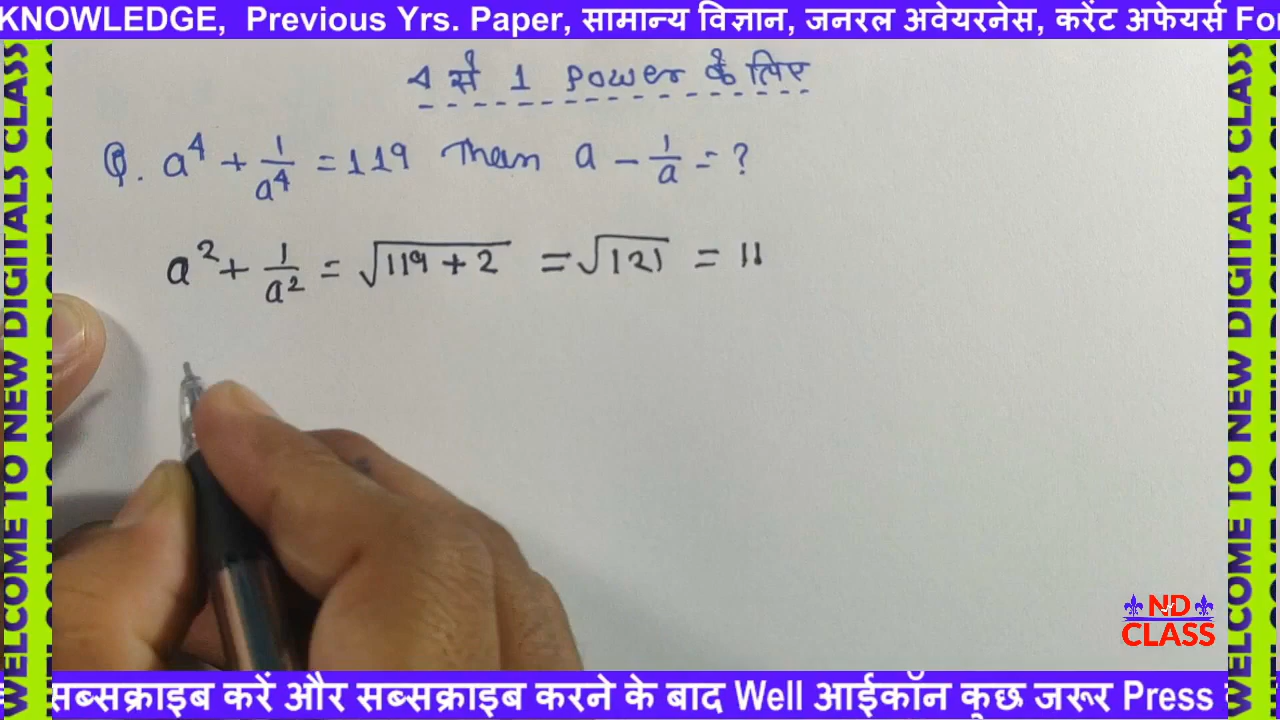 KNOWLEDGE, Previous Yrs. Paper, सामान्य विज्ञान, जनरल अवेयरनेस, करेंट अफेयर्स For
4 से 1 Power के लिए
Q. a⁴ + 1/a⁴ = 119 Then a - 1/a = ?
a² + 1/a² = √119 + 2 = √121 = 11
WELCOME TO NEW DIGITALS CLASS
WELCOME TO NEW DIGITALS CLASS
ND
CLASS
सब्सक्राइब करें और सब्सक्राइब करने के बाद Well आईकॉन कुछ जरूर Press